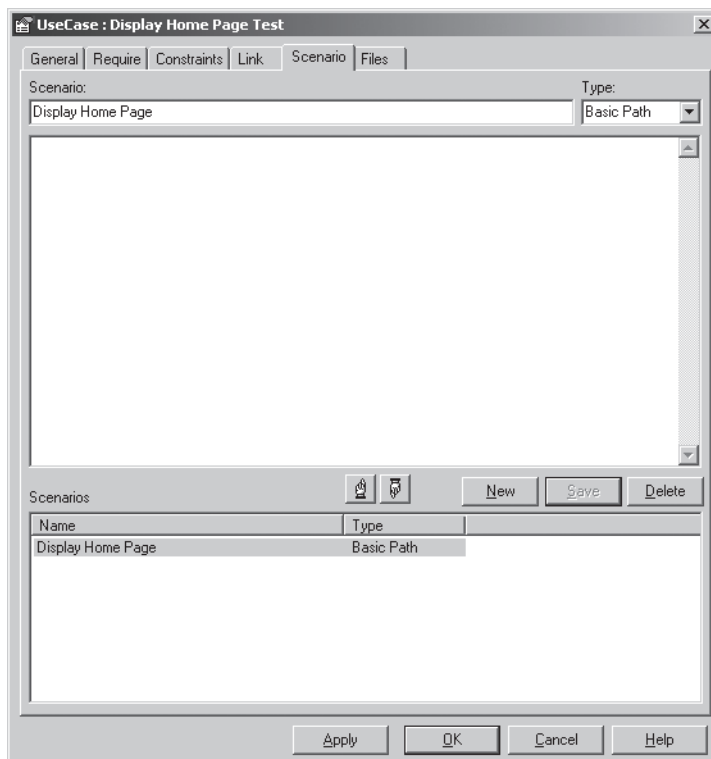 UseCase : Display Home Page Test
General Require Constraints Link Scenario Files
Scenario: Type:
Display Home Page Basic Path
Scenarios New Save Delete
Name Type
Display Home Page Basic Path
Apply OK Cancel Help